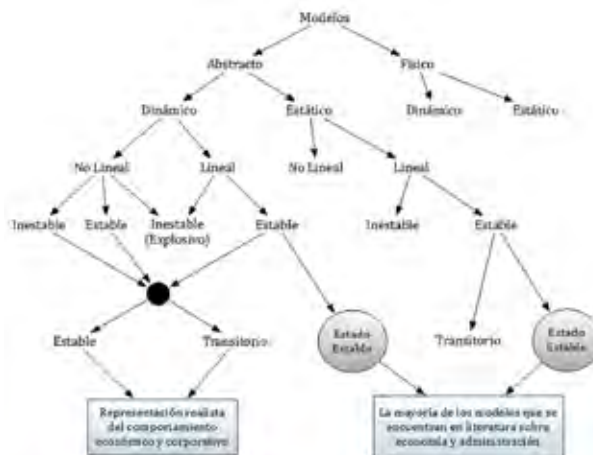 Modelos
Abstracto Físico
Dinámico Estático Dinámico Estático
No Lineal Lineal No Lineal Lineal
Inestable Estable Inestable
(Explosivo) Estable Inestable Estable
Estado
Estable
Estado
Estable
Estable Transitorio Transitorio
Representación realista
del comportamiento
económico y corporativo
La mayoría de los modelos que se
encuentran en literatura sobre
economía y administración